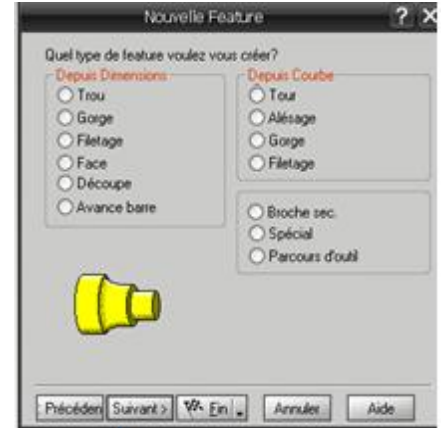 Nouvelle Feature
? X
Quel type de feature voulez vous créer?
Depuis Dimensions
Trou
Gorge
Filetage
Face
Découpe
Avance barre
Depuis Courbe
Tour
Alésage
Gorge
Filetage
Broche sec.
Spécial
Parcours d'outil
Précéden Suivant > Fin Annuler Aide